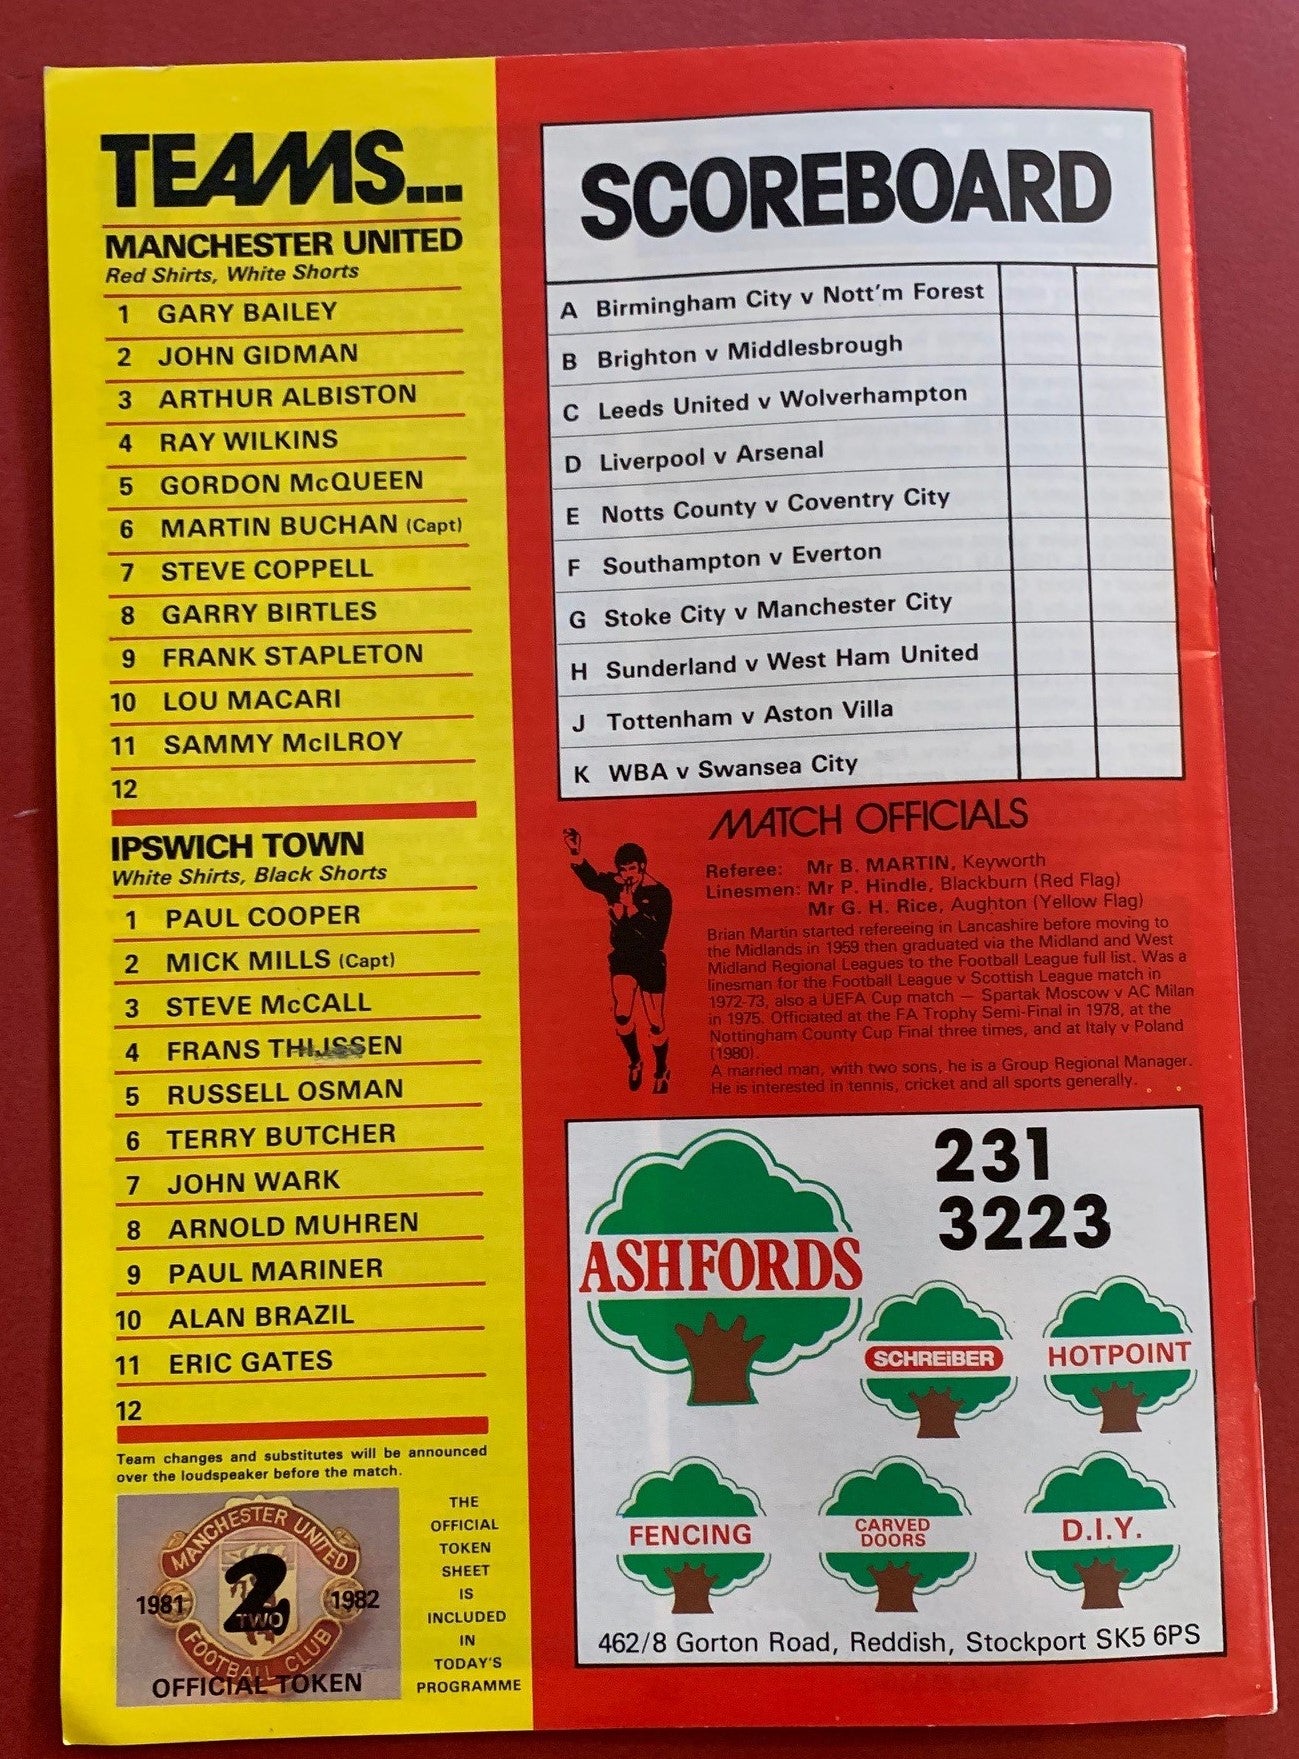 TEAMS...
MANCHESTER UNITED
Red Shirts, White Shorts
1 GARY BAILEY
2 JOHN GIDMAN
3 ARTHUR ALBISTON
4 RAY WILKINS
5 GORDON McQUEEN
6 MARTIN BUCHAN (Capt)
7 STEVE COPPELL
8 GARRY BIRTLES
9 FRANK STAPLETON
10 LOU MACARI
11 SAMMY McILROY
12
IPSWICH TOWN
White Shirts, Black Shorts
1 PAUL COOPER
2 MICK MILLS (Capt)
3 STEVE McCALL
4 FRANS THIJSSEN
5 RUSSELL OSMAN
6 TERRY BUTCHER
7 JOHN WARK
8 ARNOLD MUHREN
9 PAUL MARINER
10 ALAN BRAZIL
11 ERIC GATES
12
Team changes and substitutes will be announced
over the loudspeaker before the match.
MANCHESTER UNITED
1981 2 1982
TWO
FOOTBALL CLUB
OFFICIAL TOKEN
THE
OFFICIAL
TOKEN
SHEET
IS
INCLUDED
IN
TODAY'S
PROGRAMME
SCOREBOARD
A Birmingham City v Nott'm Forest
B Brighton v Middlesbrough
C Leeds United v Wolverhampton
D Liverpool v Arsenal
E Notts County v Coventry City
F Southampton v Everton
G Stoke City v Manchester City
H Sunderland v West Ham United
J Tottenham v Aston Villa
K WBA v Swansea City
MATCH OFFICIALS
Referee: Mr B. MARTIN, Keyworth
Linesmen: Mr P. Hindle, Blackburn (Red Flag)
Mr G. H. Rice, Aughton (Yellow Flag)
Brian Martin started refereeing in Lancashire before moving to
the Midlands in 1959 then graduated via the Midland and West
Midland Regional Leagues to the Football League full list. Was a
linesman for the Football League v Scottish League match in
1972-73, also a UEFA Cup match — Spartak Moscow v AC Milan
in 1975. Officiated at the FA Trophy Semi-Final in 1978, at the
Nottingham County Cup Final three times, and at Italy v Poland
(1980).
A married man, with two sons, he is a Group Regional Manager.
He is interested in tennis, cricket and all sports generally.
231
3223
ASHFORDS
SCHREIBER
HOTPOINT
FENCING
CARVED
DOORS
D.I.Y.
462/8 Gorton Road, Reddish, Stockport SK5 6PS